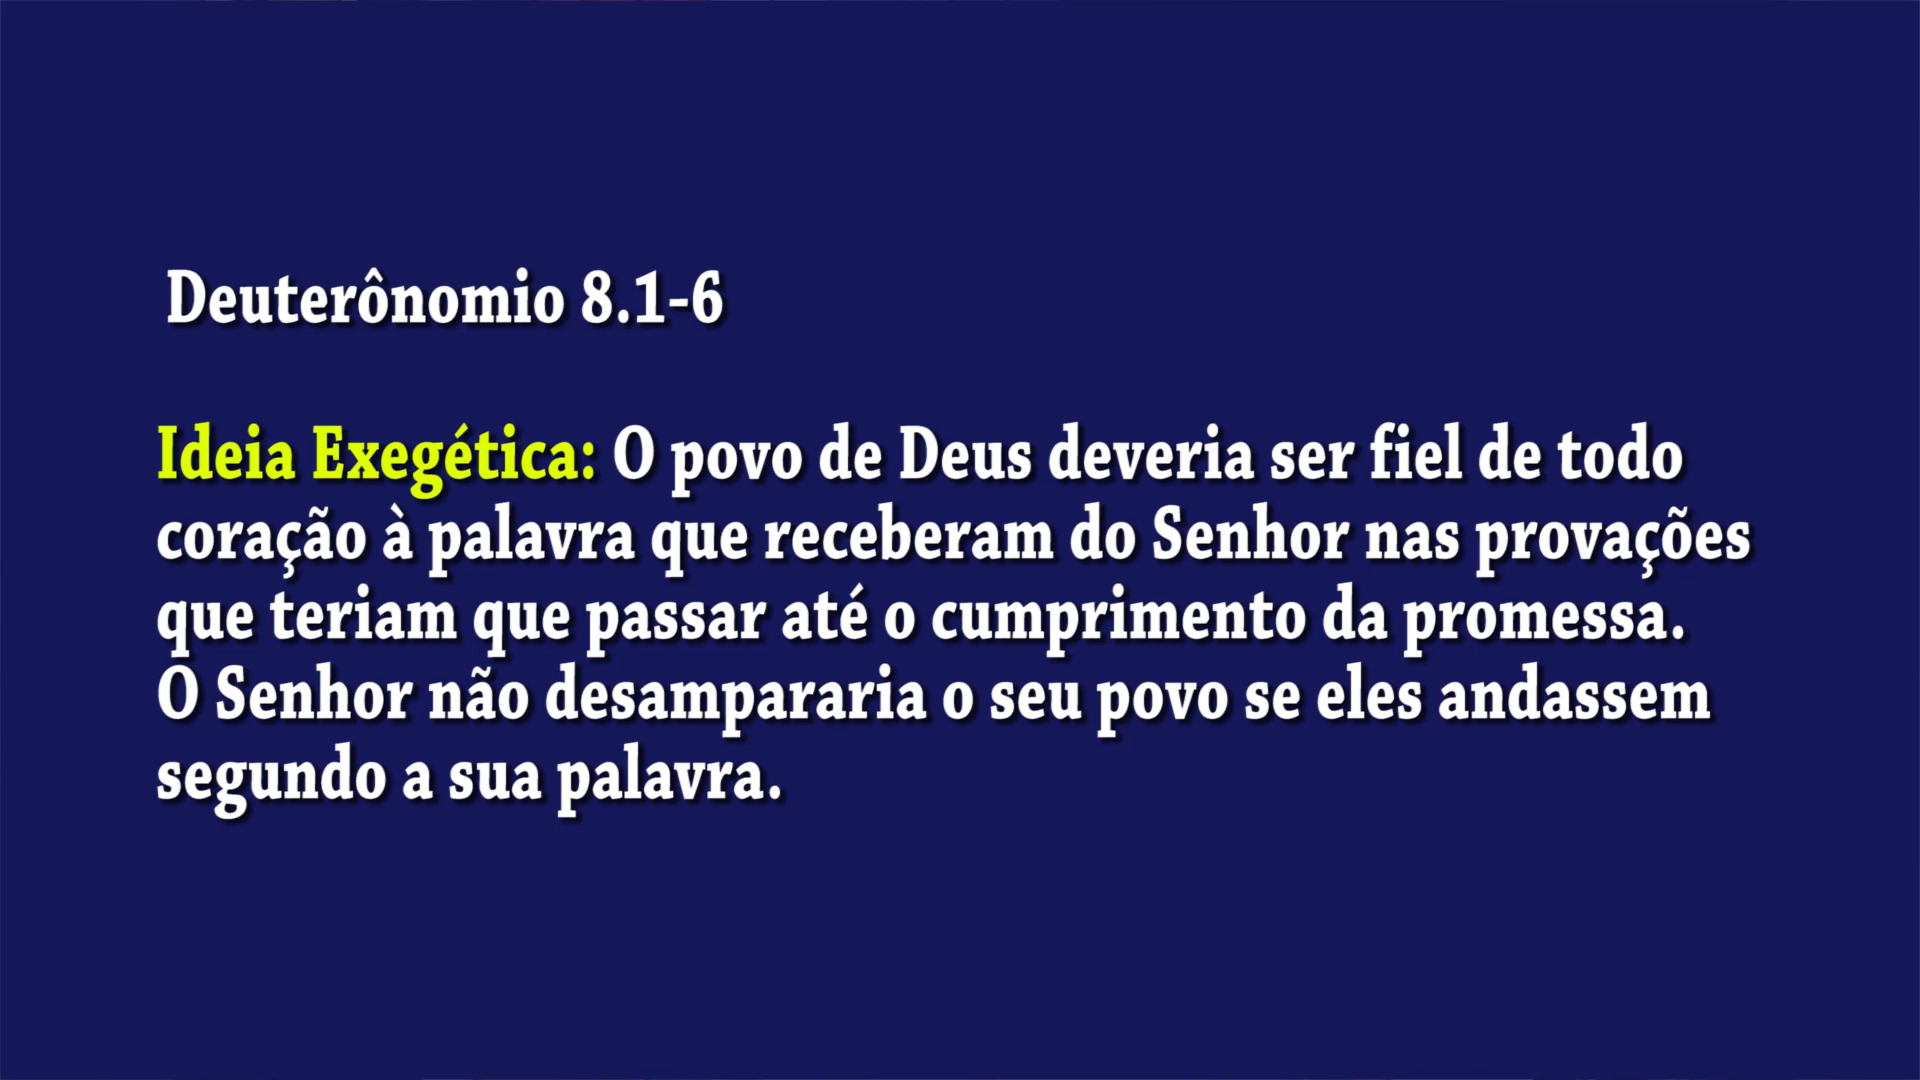 Deuterônomio 8.1-6
Ideia Exegética: O povo de Deus deveria ser fiel de todo
coração à palavra que receberam do Senhor nas provações
que teriam que passar até o cumprimento da promessa.
O Senhor não desampararia o seu povo se eles andassem
segundo a sua palavra.